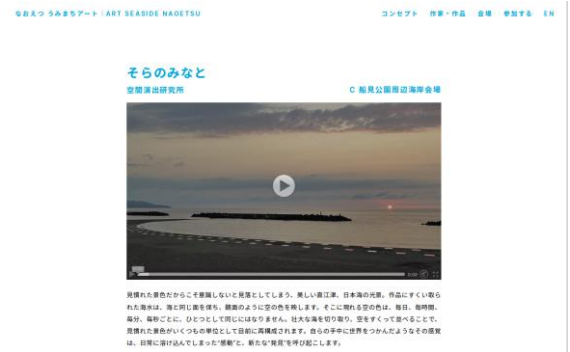 なおえつ うみまちアート｜ART SEASIDE NAOETSU
コンセプト 作家・作品 会場 参加する EN
そらのみなと
空間演出研究所
C 船見公園周辺海岸会場
見慣れた景色だからこそ意識しないと見落としてしまう、美しい直江津、日本海の光景。作品にすくい取ら
れた海水は、海と同じ面を保ち、鏡面のように空の色を映します。そこに現れる空の色は、毎日、毎時間、
毎分、毎秒ごとに、ひとつとして同じにはなりません。壮大な海を切り取り、空をすくって並べることで、
見慣れた景色がいくつもの単位として目前に再構成されます。自らの手中に世界をつかんだようなその感覚
は、日常に溶け込んでしまった“感動”と、新たな“発見”を呼び起こします。